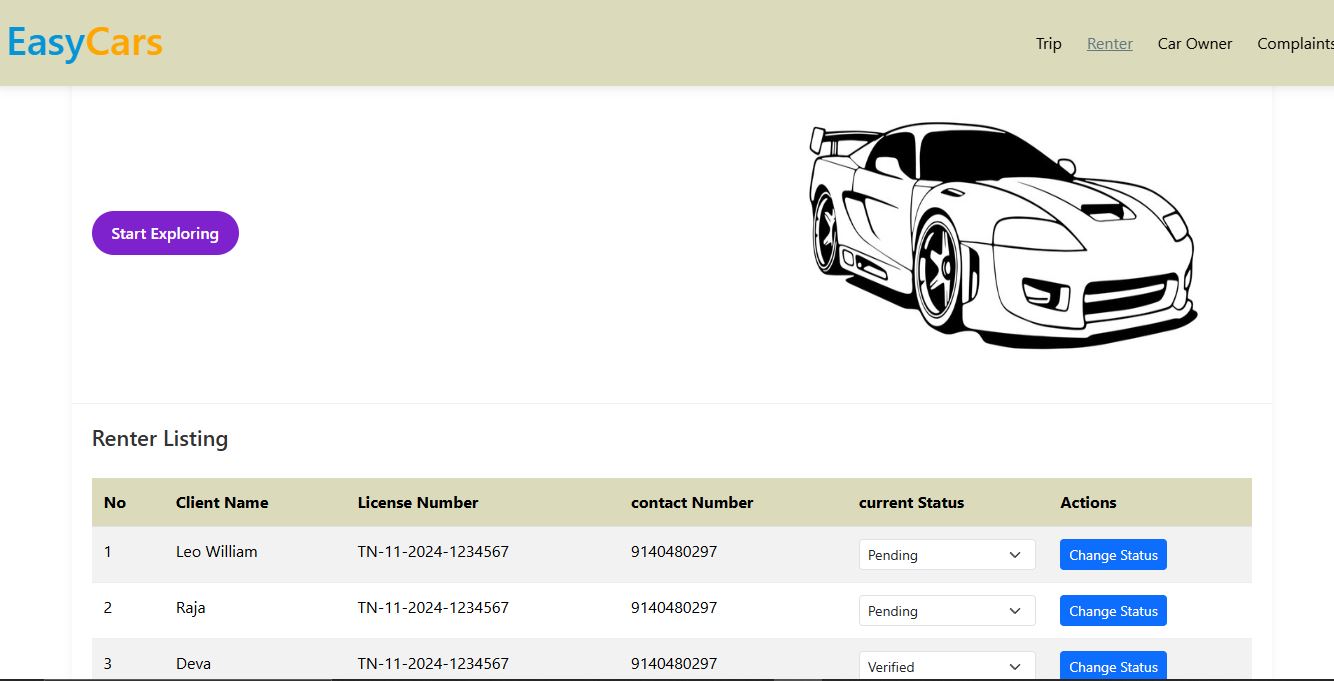 EasyCars
Trip Renter Car Owner Complaints
Start Exploring
Renter Listing
No Client Name License Number contact Number current Status Actions
1 Leo William TN-11-2024-1234567 9140480297 Pending Change Status
2 Raja TN-11-2024-1234567 9140480297 Pending Change Status
3 Deva TN-11-2024-1234567 9140480297 Verified Change Status